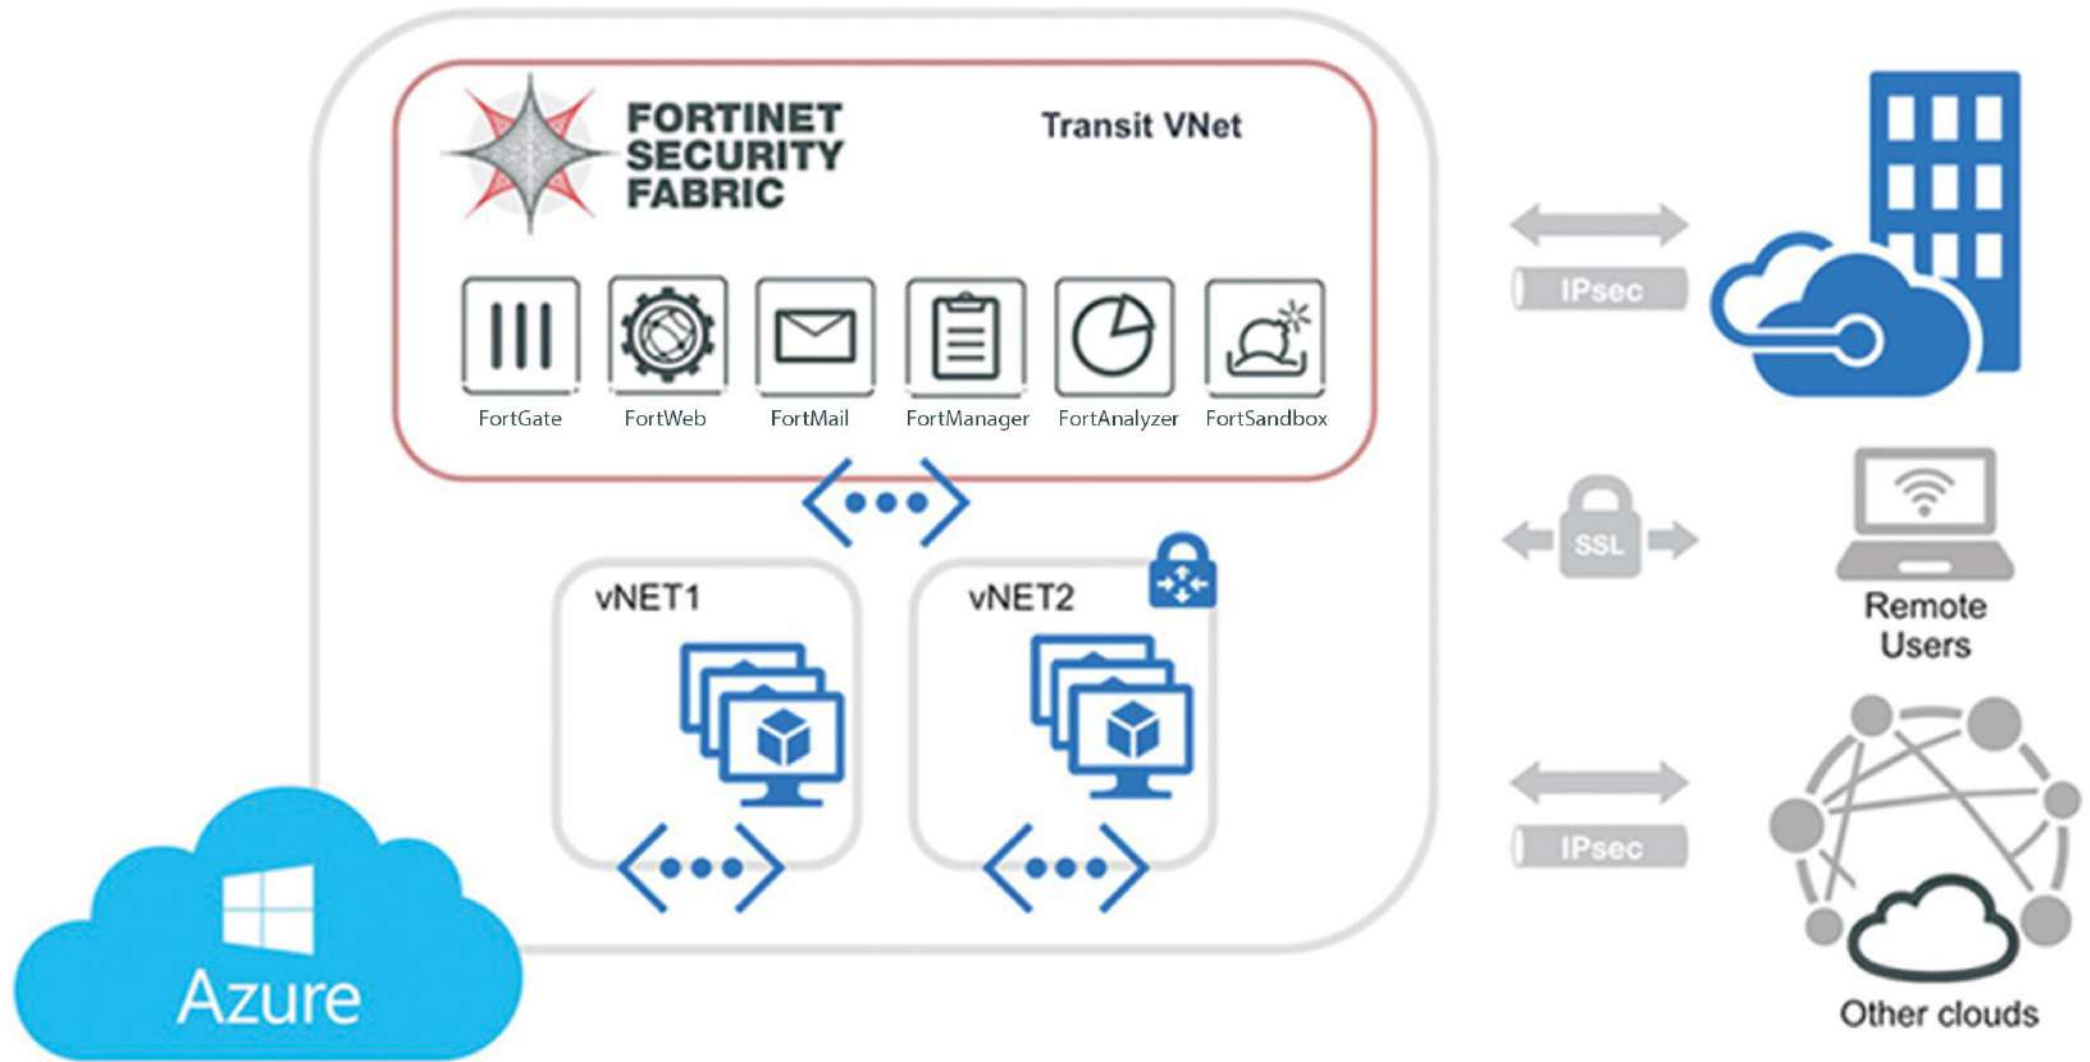 FORTINET
SECURITY
FABRIC
Transit VNet
FortGate
FortWeb
FortMail
FortManager
FortAnalyzer
FortSandbox
IPsec
vNET1
vNET2
SSL
Remote
Users
IPsec
Other clouds
Azure